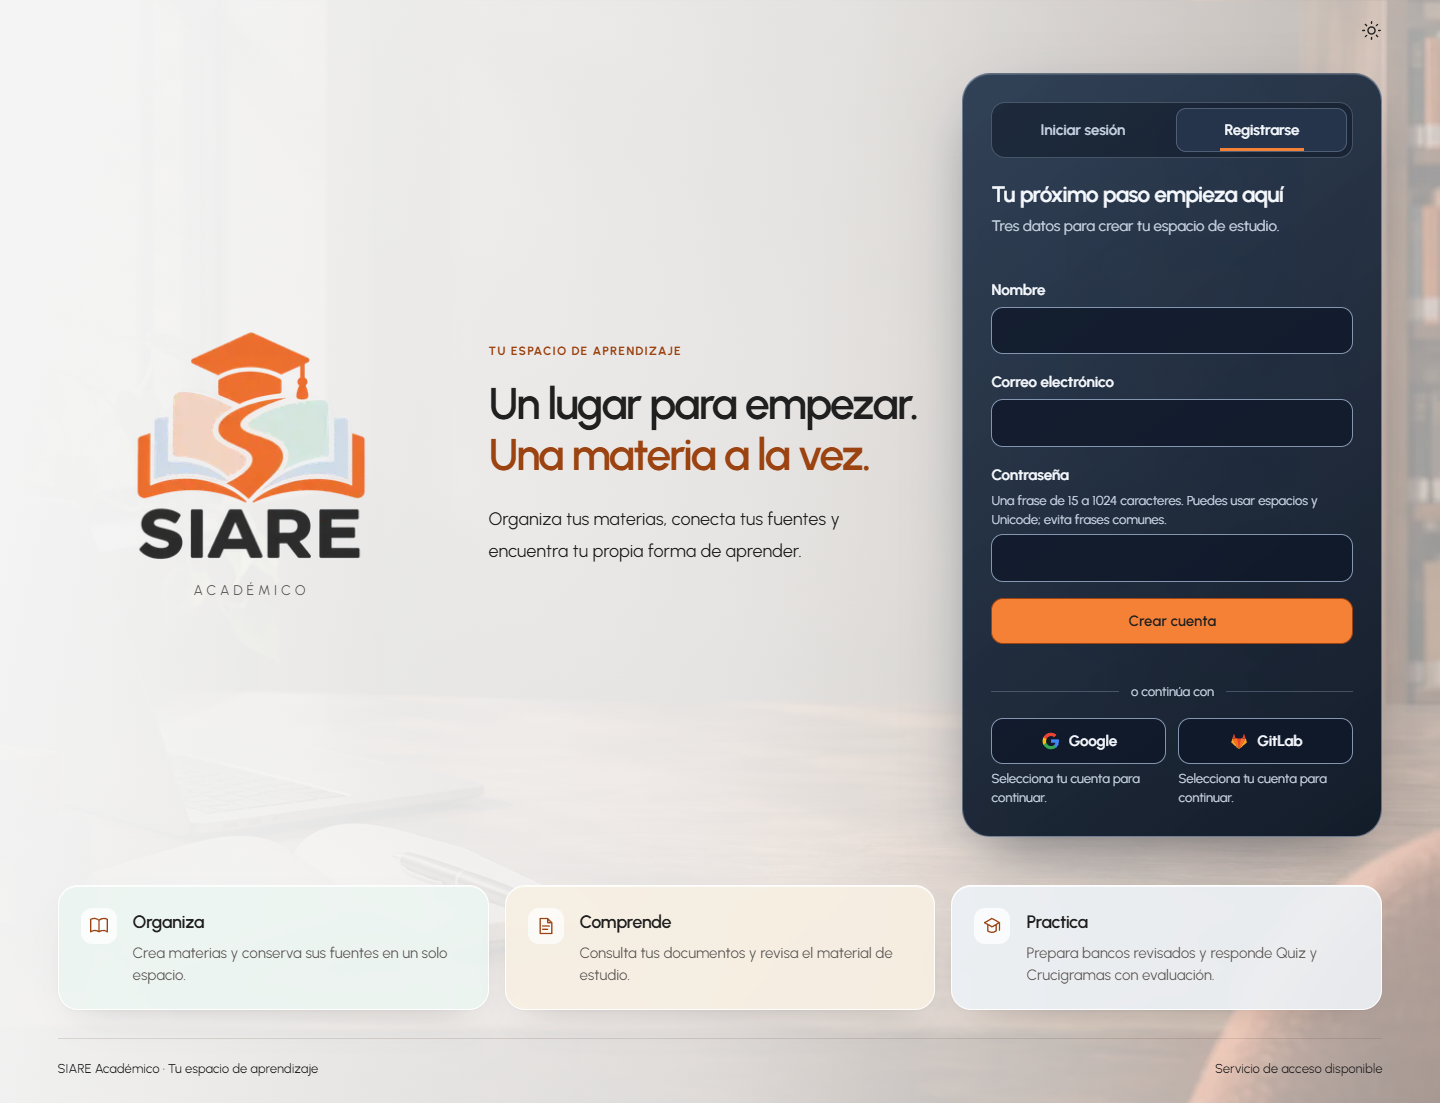 Iniciar sesión
Registrarse
Tu próximo paso empieza aquí
Tres datos para crear tu espacio de estudio.
Nombre
Correo electrónico
Contraseña
Una frase de 15 a 1024 caracteres. Puedes usar espacios y
Unicode; evita frases comunes.
Crear cuenta
o continúa con
Google
GitLab
Selecciona tu cuenta para
continuar.
Selecciona tu cuenta para
continuar.
SIARE
ACADÉMICO
TU ESPACIO DE APRENDIZAJE
Un lugar para empezar.
Una materia a la vez.
Organiza tus materias, conecta tus fuentes y
encuentra tu propia forma de aprender.
Organiza
Crea materias y conserva sus fuentes en un solo
espacio.
Comprende
Consulta tus documentos y revisa el material de
estudio.
Practica
Prepara bancos revisados y responde Quiz y
Crucigramas con evaluación.
SIARE Académico · Tu espacio de aprendizaje
Servicio de acceso disponible